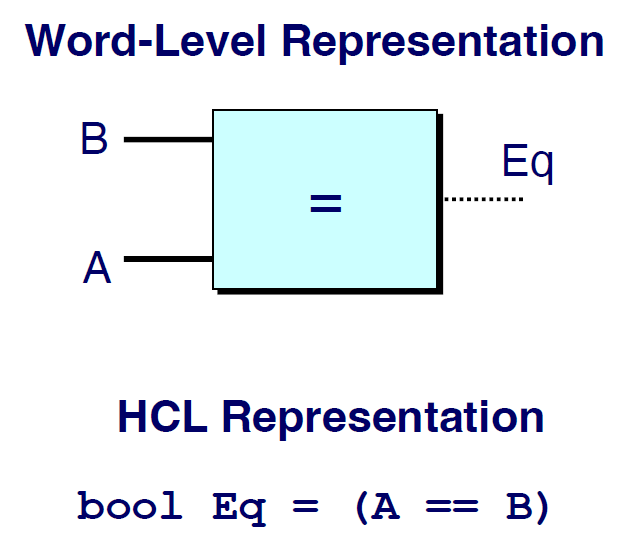 Word-Level Representation
B
Eq
=
A
HCL Representation
bool Eq = (A == B)